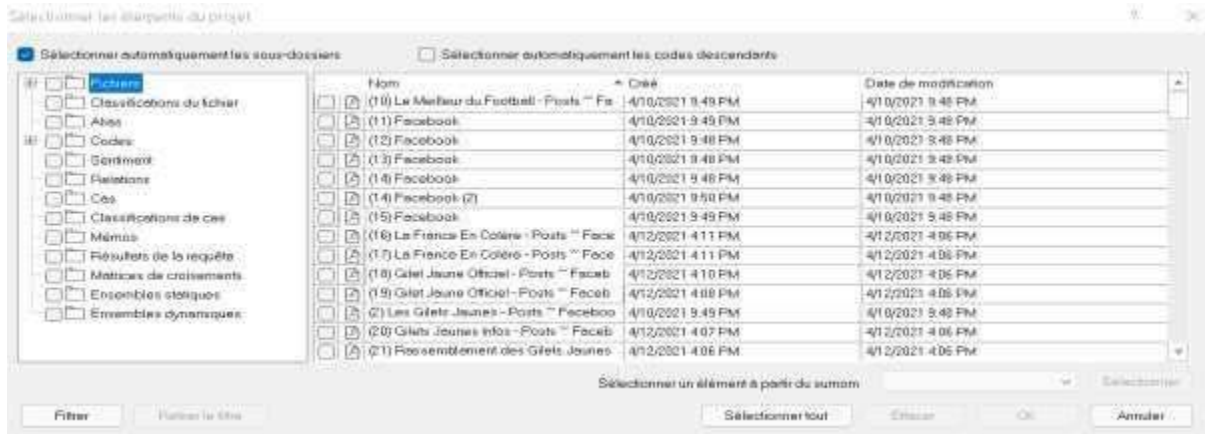 Sélectionner les éléments du projet
Sélectionner automatiquement les sous-dossiers
Sélectionner automatiquement les codes descendants
Fichiers
Classifications du fichier
Alias
Codes
Sentiment
Relations
Cas
Classifications de cas
Mémos
Résultats de la requête
Matrices de croisements
Ensembles statiques
Ensembles dynamiques
Nom Créé Date de modification
(10) Le Meilleur du Football - Posts ~ Fa 4/10/2021 9:49 PM 4/10/2021 9:48 PM
(11) Facebook 4/10/2021 9:49 PM 4/10/2021 9:48 PM
(12) Facebook 4/10/2021 9:48 PM 4/10/2021 9:48 PM
(13) Facebook 4/10/2021 9:48 PM 4/10/2021 9:48 PM
(14) Facebook 4/10/2021 9:48 PM 4/10/2021 9:48 PM
(14) Facebook (2) 4/10/2021 9:50 PM 4/10/2021 9:48 PM
(15) Facebook 4/10/2021 9:49 PM 4/10/2021 9:48 PM
(16) La France En Colère - Posts ~ Face 4/12/2021 4:11 PM 4/12/2021 4:06 PM
(17) La France En Colère - Posts ~ Face 4/12/2021 4:11 PM 4/12/2021 4:06 PM
(18) Gilet Jaune Officiel - Posts ~ Faceb 4/12/2021 4:10 PM 4/12/2021 4:06 PM
(19) Gilet Jaune Officiel - Posts ~ Faceb 4/12/2021 4:08 PM 4/12/2021 4:06 PM
(2) Les Gilets Jaunes - Posts ~ Faceboo 4/10/2021 9:49 PM 4/10/2021 9:48 PM
(20) Gilets Jaunes Infos - Posts ~ Faceb 4/12/2021 4:07 PM 4/12/2021 4:06 PM
(21) Rassemblement des Gilets Jaunes 4/12/2021 4:06 PM 4/12/2021 4:06 PM
Sélectionner un élément à partir du surnom
Sélectionner
Filtrer
Retirer le filtre
Sélectionner tout
Effacer
OK
Annuler